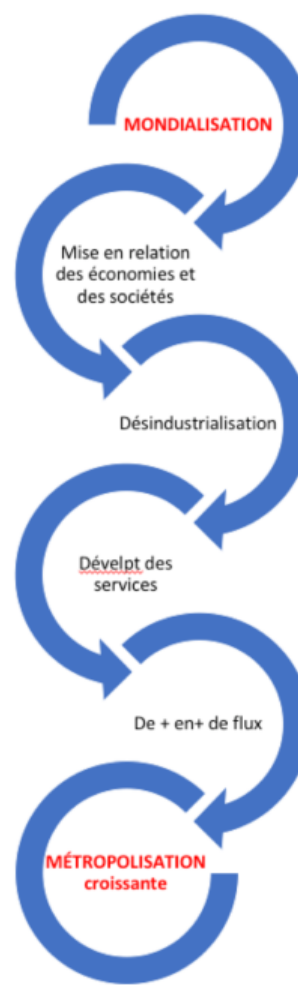 MONDIALISATION
Mise en relation
des économies et
des sociétés
Désindustrialisation
Dévelpt des
services
De + en+ de flux
MÉTROPOLISATION
croissante